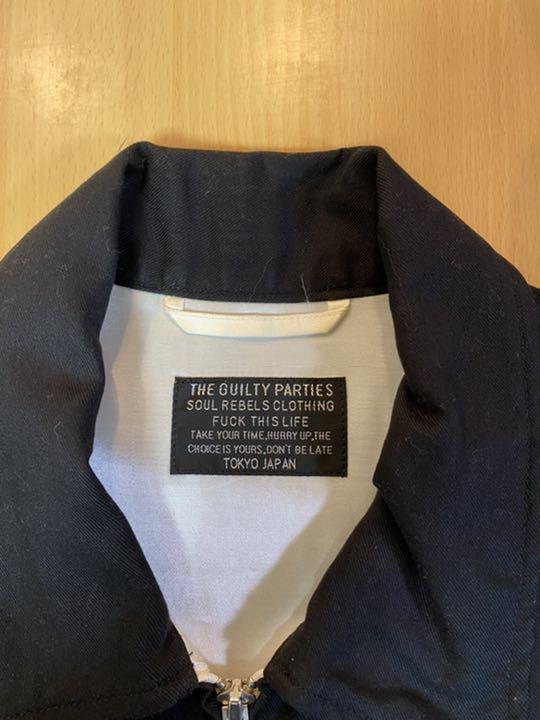 THE GUILTY PARTIES
SOUL REBELS CLOTHING
FUCK THIS LIFE
TAKE YOUR TIME,HURRY UP,THE
CHOICE IS YOURS,DON'T BE LATE
TOKYO JAPAN